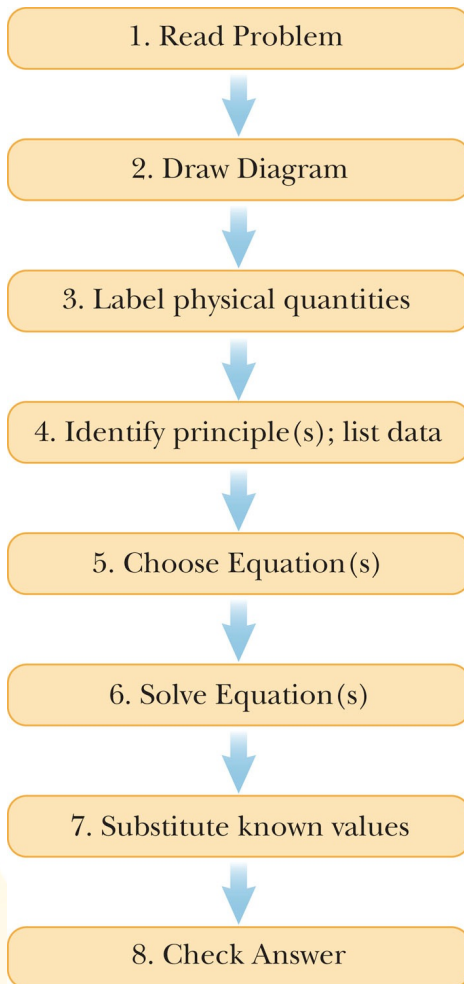 1. Read Problem
2. Draw Diagram
3. Label physical quantities
4. Identify principle(s); list data
5. Choose Equation(s)
6. Solve Equation(s)
7. Substitute known values
8. Check Answer